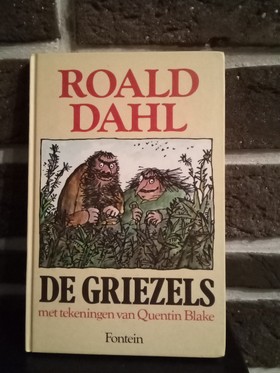 ROALD
DAHL
DE GRIEZELS
met tekeningen van Quentin Blake
Fontein